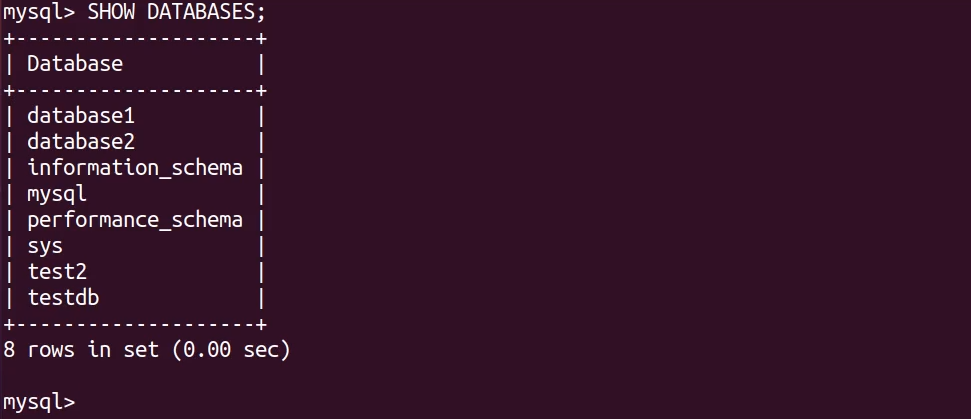 mysql> SHOW DATABASES;
+--------------------+
| Database           |
+--------------------+
| database1          |
| database2          |
| information_schema |
| mysql              |
| performance_schema |
| sys                |
| test2              |
| testdb             |
+--------------------+
8 rows in set (0.00 sec)
mysql>